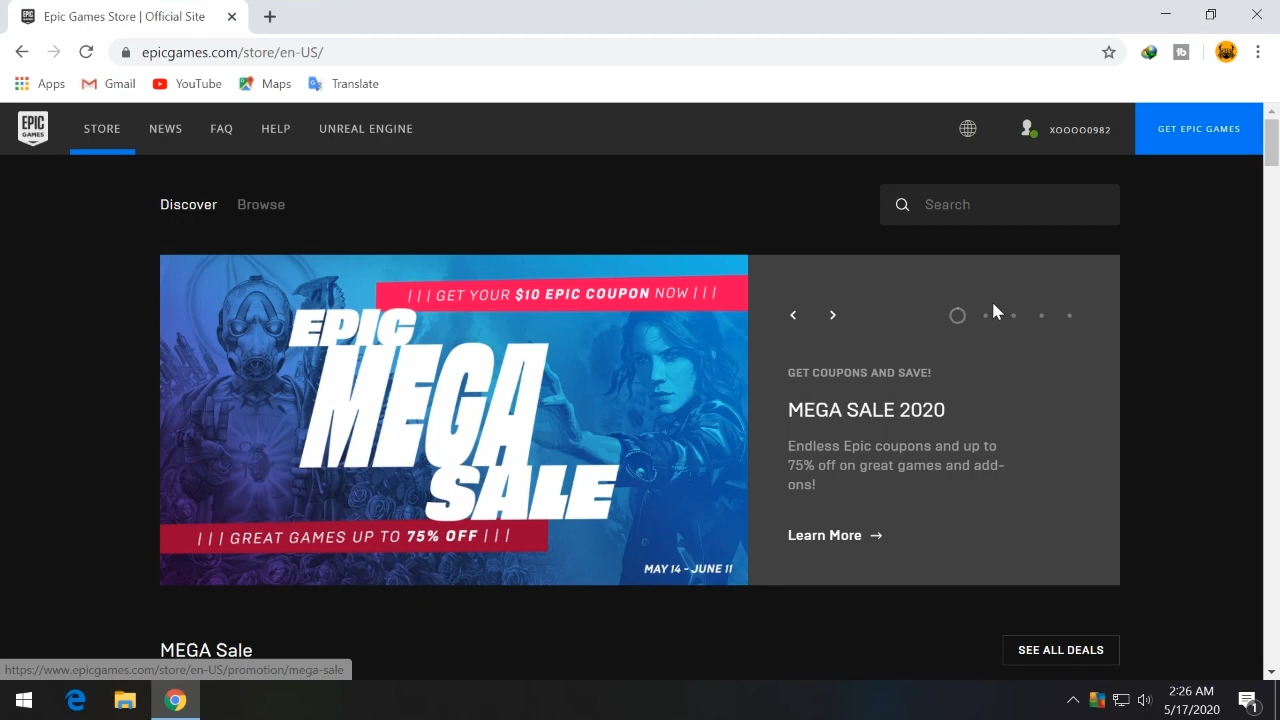 Epic Games Store | Official Site
epicgames.com/store/en-US/
Apps Gmail YouTube Maps Translate
EPIC GAMES
STORE NEWS FAQ HELP UNREAL ENGINE XOOOO0982 GET EPIC GAMES
Discover Browse Search
||| GET YOUR $10 EPIC COUPON NOW |||
EPIC
MEGA
SALE
||| GREAT GAMES UP TO 75% OFF |||
MAY 14 - JUNE 11
GET COUPONS AND SAVE!
MEGA SALE 2020
Endless Epic coupons and up to
75% off on great games and add-
ons!
Learn More →
MEGA Sale SEE ALL DEALS
https://www.epicgames.com/store/en-US/promotion/mega-sale
2:26 AM
5/17/2020
1